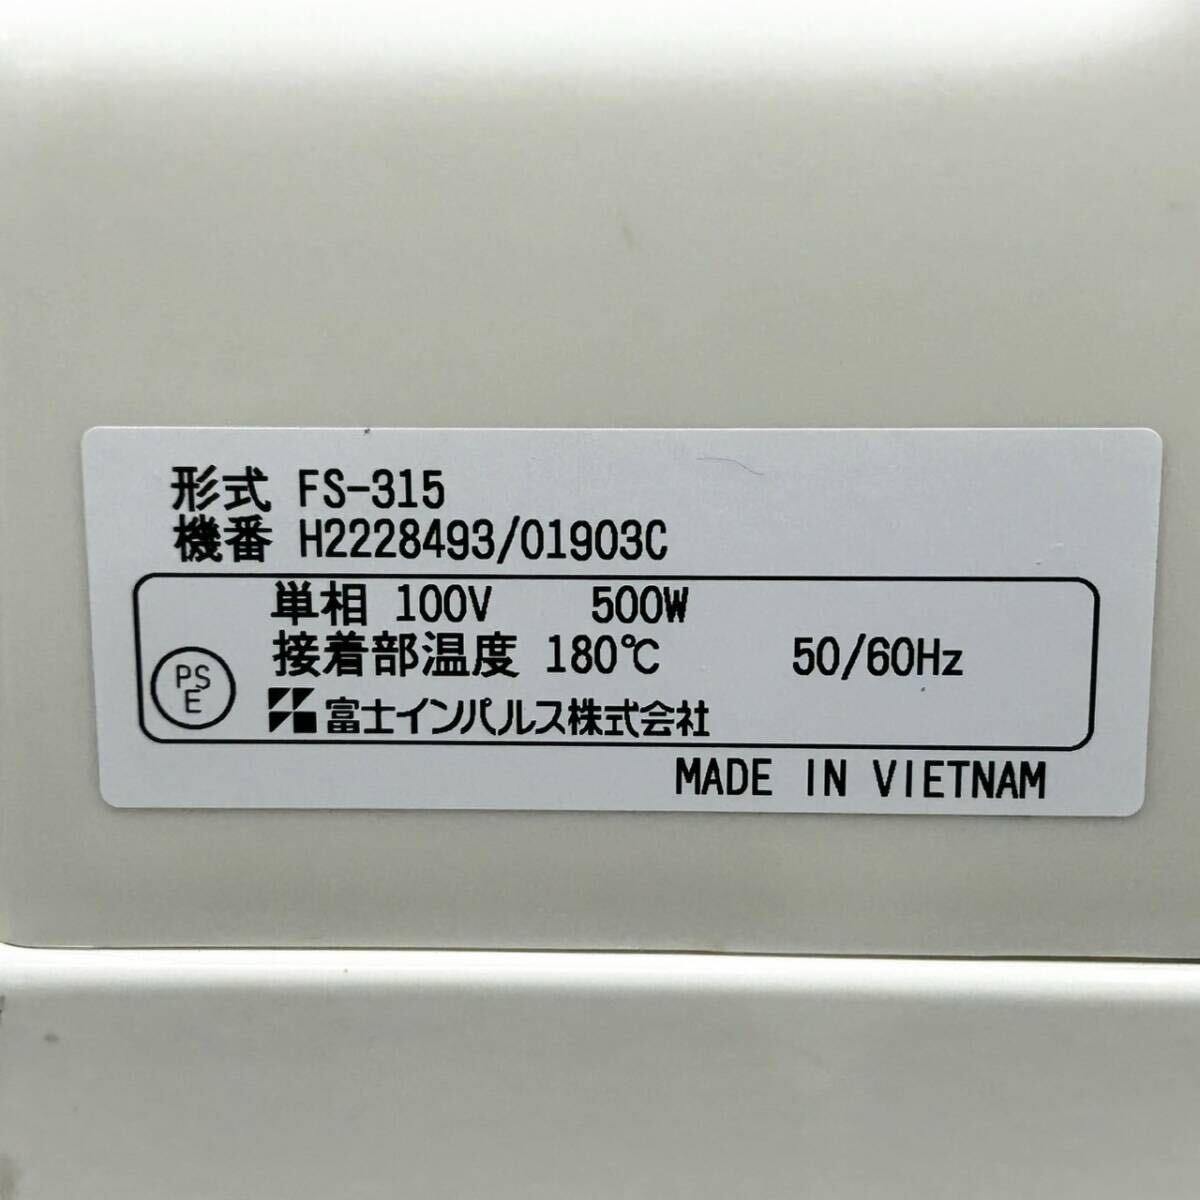 形式 FS-315
機番 H2228493/01903C
単相 100V 500W
接着部温度 180℃ 50/60Hz
PS
E
富士インパルス株式会社
MADE IN VIETNAM